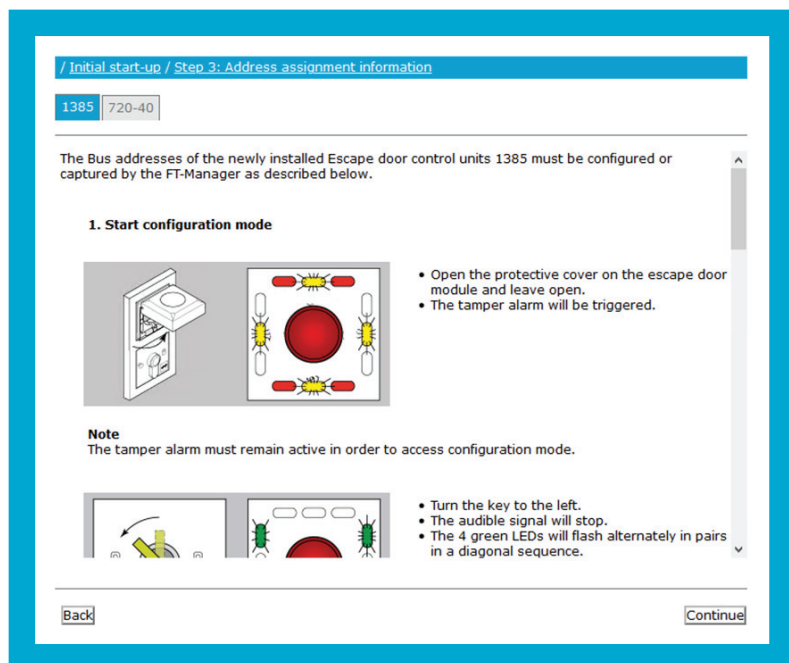 / Initial start-up / Step 3: Address assignment information
1385 720-40
The Bus addresses of the newly installed Escape door control units 1385 must be configured or
captured by the FT-Manager as described below.
1. Start configuration mode
• Open the protective cover on the escape door
module and leave open.
• The tamper alarm will be triggered.
Note
The tamper alarm must remain active in order to access configuration mode.
• Turn the key to the left.
• The audible signal will stop.
• The 4 green LEDs will flash alternately in pairs
in a diagonal sequence.
Back
Continue